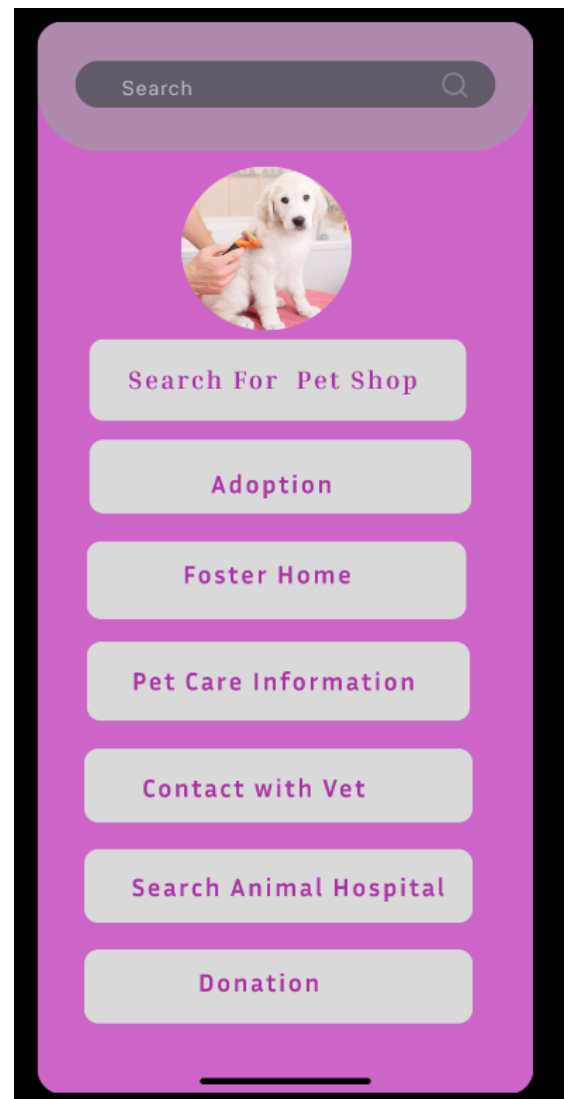 Search
Search For Pet Shop
Adoption
Foster Home
Pet Care Information
Contact with Vet
Search Animal Hospital
Donation